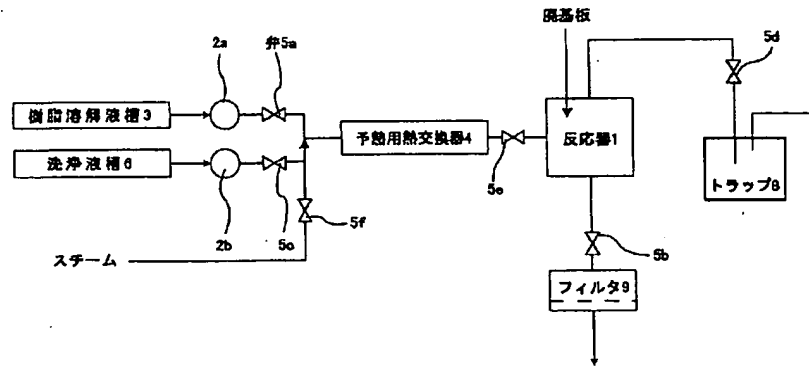 廃基板
5d
2a
弁5a
樹脂溶解液槽3
予熱用熱交換器4
反応器1
洗浄液槽6
5e
トラップ8
2b
5c
5f
スチーム
5b
フィルタ9